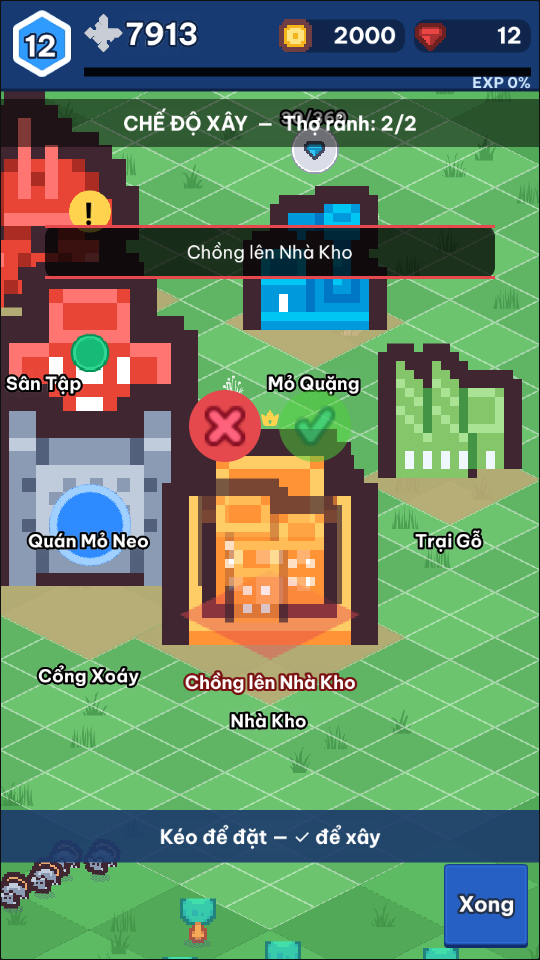 12
7913
2000
12
EXP 0%
CHẾ ĐỘ XÂY — Thợ rảnh: 2/2
!
Chồng lên Nhà Kho
Sân Tập
Mỏ Quặng
Quán Mỏ Neo
Trại Gỗ
Cổng Xoáy
Chồng lên Nhà Kho
Nhà Kho
Kéo để đặt — ✓ để xây
Xong